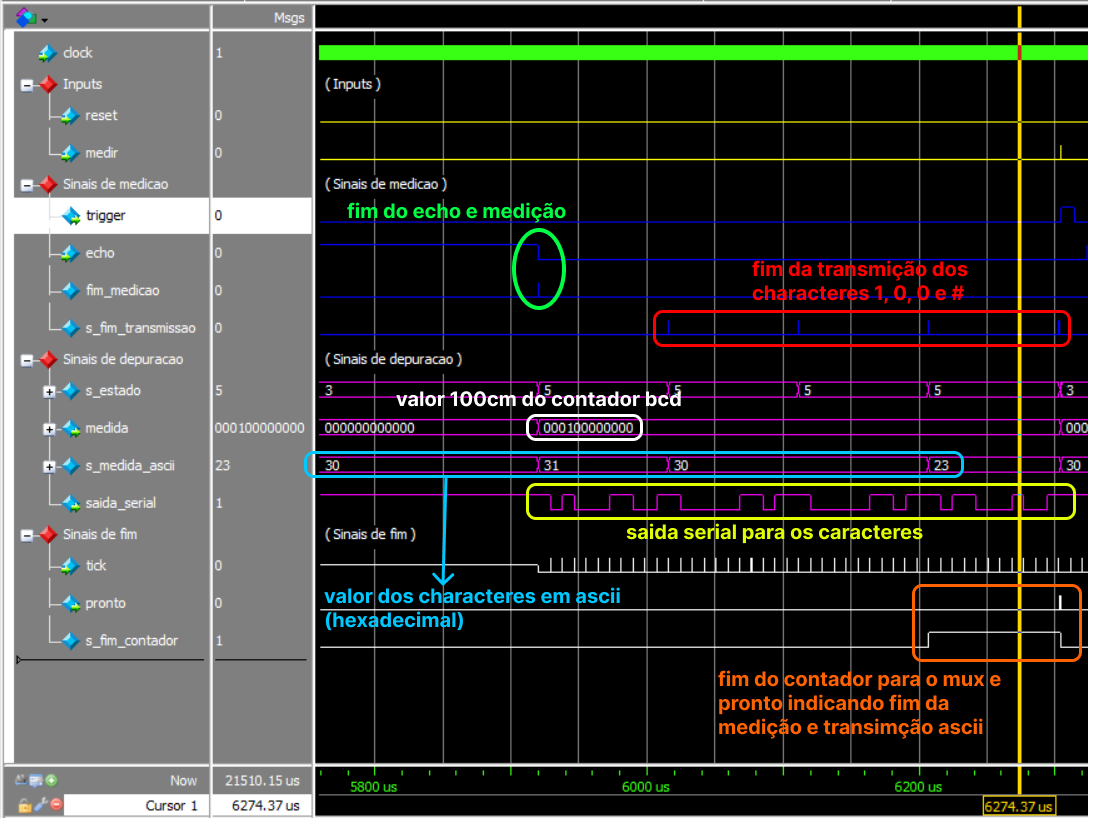 Msgs
clock 1
Inputs ( Inputs )
reset 0
medir 0
Sinais de medicao ( Sinais de medicao )
trigger 0 fim do echo e medição
echo 0
fim da transmição dos
characteres 1, 0, 0 e #
fim_medicao 0
s_fim_transmissao 0
Sinais de depuracao ( Sinais de depuracao )
s_estado 5 3 5 5 5 5 3
valor 100cm do contador bcd
medida 000100000000 000000000000 000100000000 000
s_medida_ascii 23 30 31 30 23 30
saida_serial 1
saida serial para os caracteres
Sinais de fim ( Sinais de fim )
tick 0
valor dos characteres em ascii
(hexadecimal)
pronto 0
s_fim_contador 1
fim do contador para o mux e
pronto indicando fim da
medição e transimção ascii
Now 21510.15 us 5800 us 6000 us 6200 us
Cursor 1 6274.37 us 6274.37 us